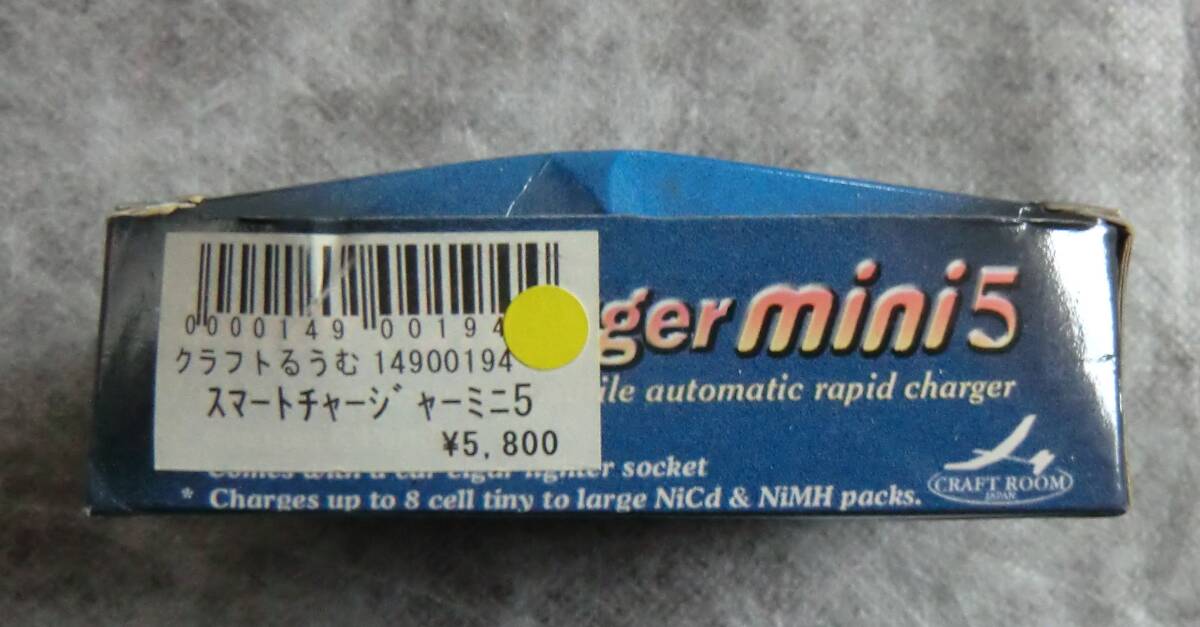 0000149 00194
クラフトるうむ 14900194
スマートチャージャーミニ5
¥5,800
ger mini5
ile automatic rapid charger
Comes with a car cigar lighter socket
* Charges up to 8 cell tiny to large NiCd & NiMH packs.
CRAFT ROOM
JAPAN